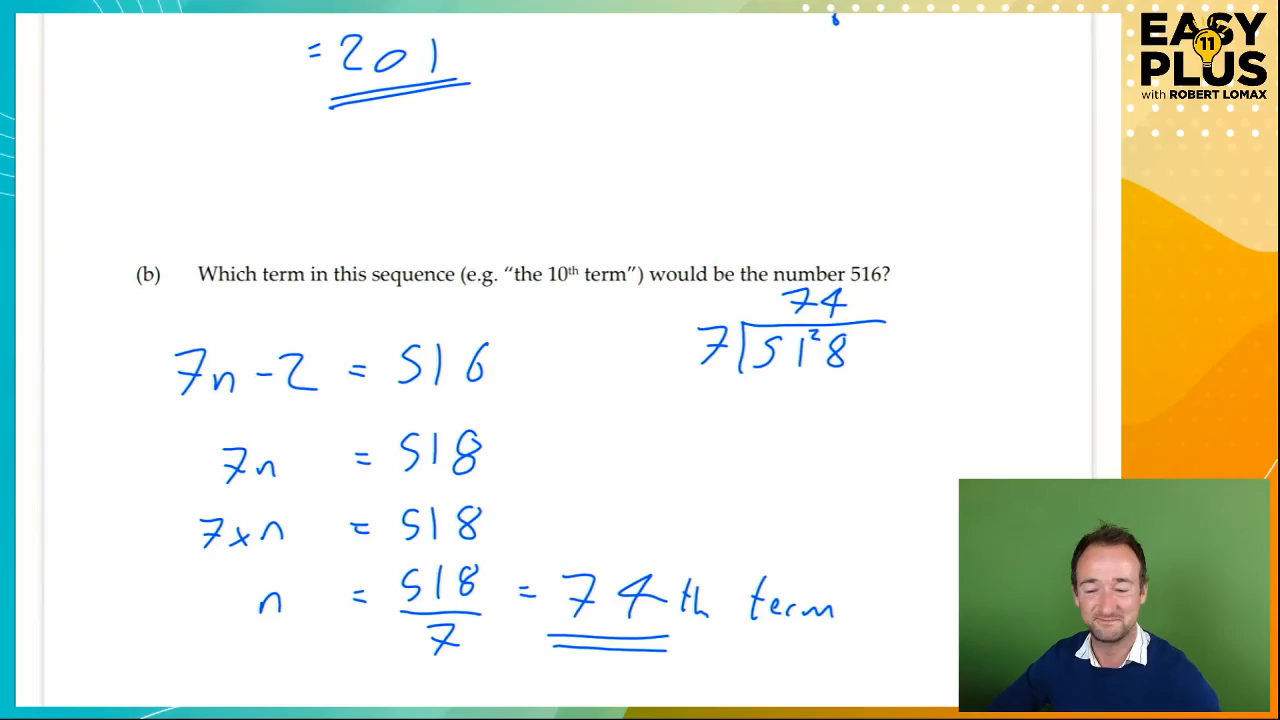 EASY
11
PLUS
with ROBERT LOMAX
= 201
(b) Which term in this sequence (e.g. “the 10th term”) would be the number 516?
74
7 51²8
7n - 2 = 516
7n = 518
7 × n = 518
n = 518/7 = 74th term